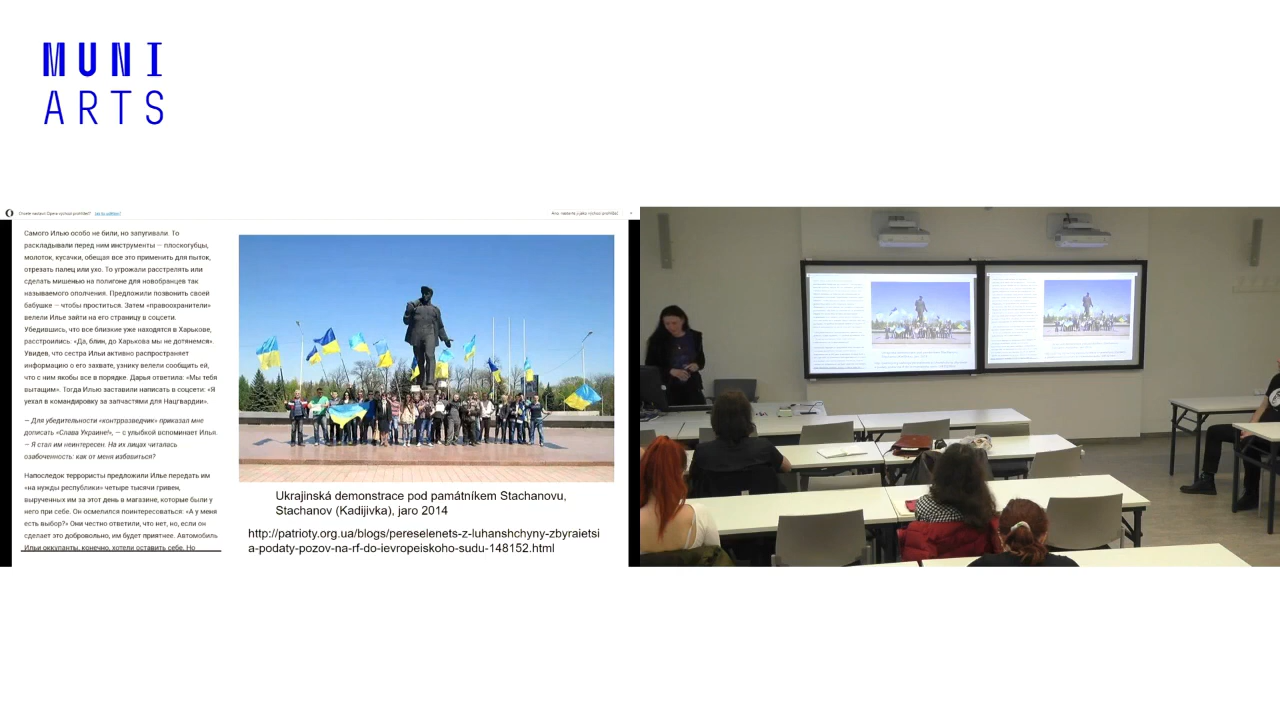 MUNI
ARTS
Самого Илью особо не били, но запугивали. То
раскладывали перед ним инструменты — плоскогубцы,
молоток, кусачки, обещая все это применить для пыток,
отрезать палец или ухо. То угрожали расстрелять или
сделать мишенью на полигоне для новобранцев так
называемого ополчения. Предложили позвонить своей
бабушке — чтобы проститься. Затем «правоохранители»
велели Илье зайти на его страницу в соцсети.
Убедившись, что все близкие уже находятся в Харькове,
расстроились: «Да, блин, до Харькова мы не дотянемся».
Увидев, что сестра Ильи активно распространяет
информацию о его захвате, узнику велели сообщить ей,
что с ним якобы все в порядке. Дарья ответила: «Мы тебя
вытащим». Тогда Илью заставили написать в соцсети: «Я
уехал в командировку за запчастями для Нацгвардии».
— Для убедительности «контрразведчик» приказал мне
дописать «Слава Украине!», — с улыбкой вспоминает Илья.
— Я стал им неинтересен. На их лицах читалась
озабоченность: как от меня избавиться?
Напоследок террористы предложили Илье передать им
«на нужды республики» четыре тысячи гривен,
вырученных им за этот день в магазине, которые были у
него при себе. Он осмелился поинтересоваться: «А у меня
есть выбор?» Они честно ответили, что нет, но, если он
сделает это добровольно, им будет приятнее. Автомобиль
Ильи оккупанты, конечно, хотели оставить себе. Но
Ukrajinská demonstrace pod památníkem Stachanovu,
Stachanov (Kadijivka), jaro 2014
http://patrioty.org.ua/blogs/pereselenets-z-luhanshchyny-zbyraietsi
a-podaty-pozov-na-rf-do-ievropeiskoho-sudu-148152.html